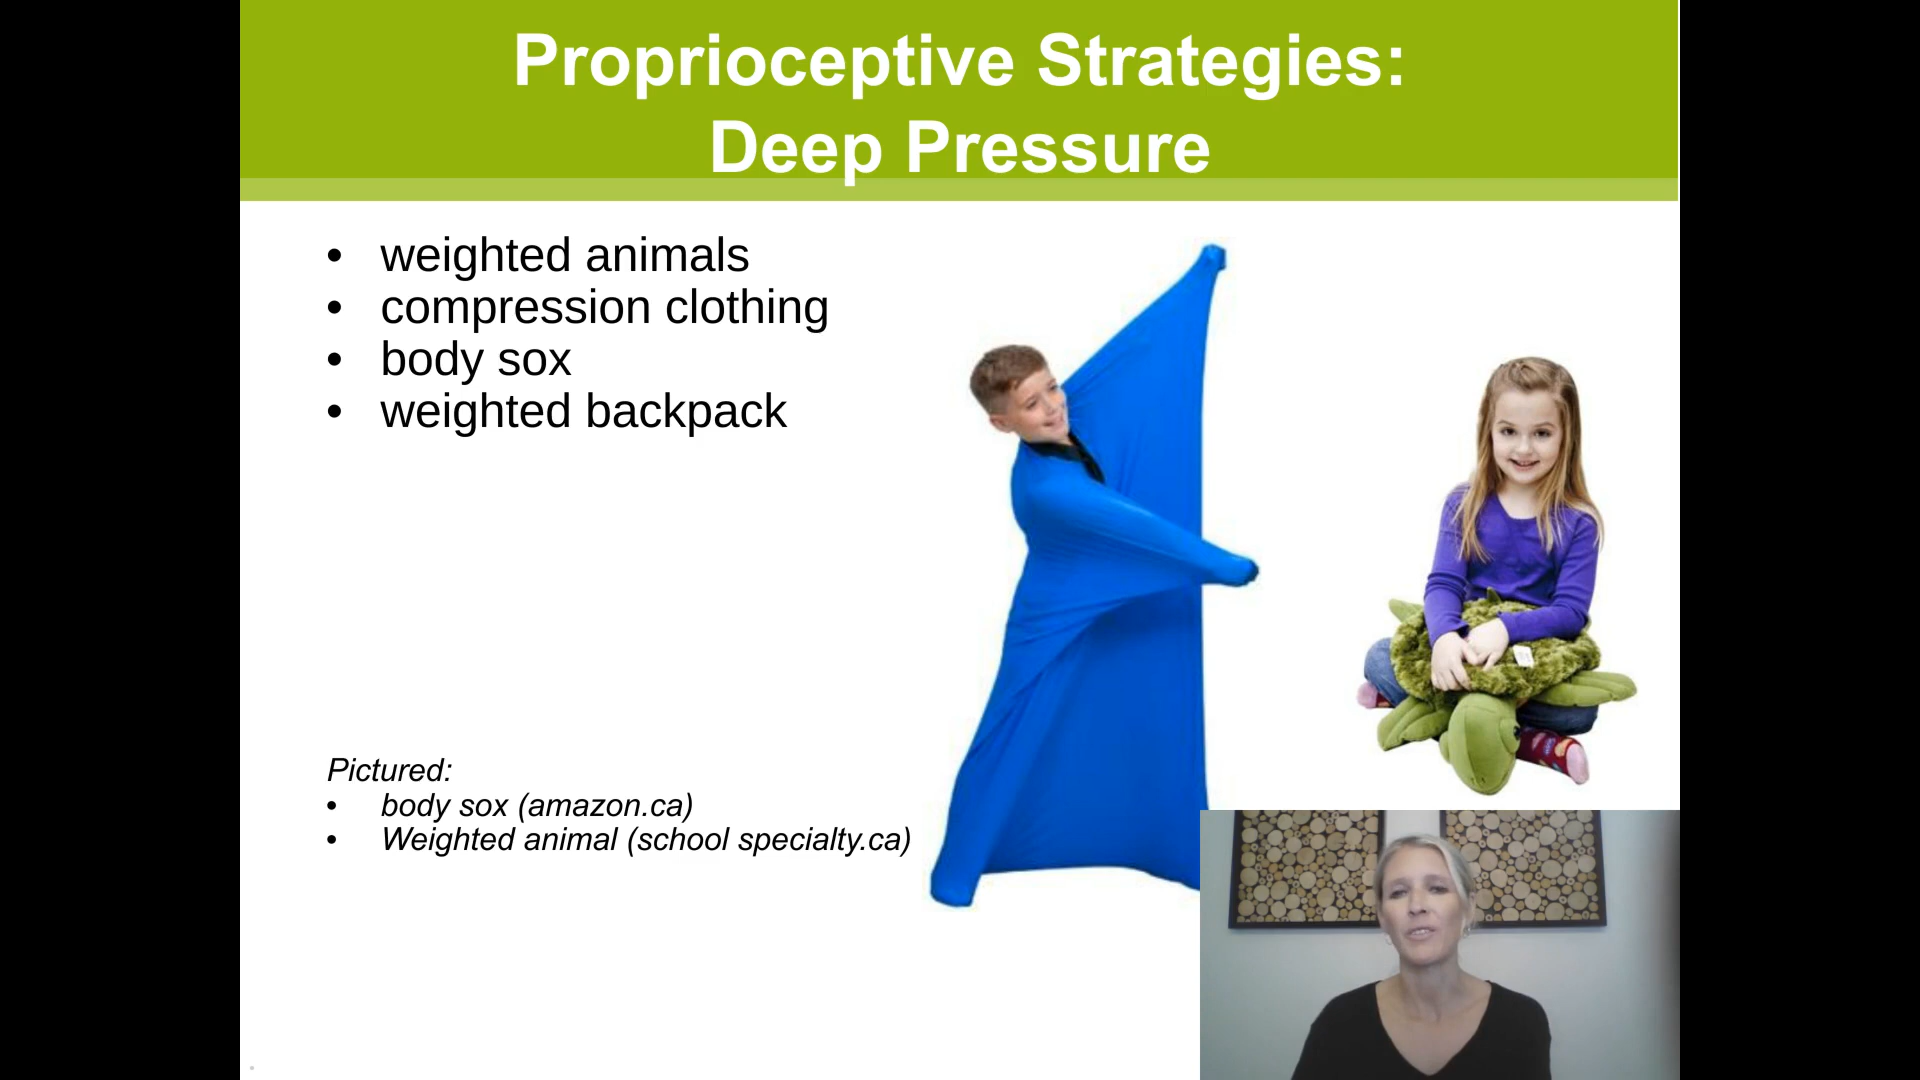 Proprioceptive Strategies:
Deep Pressure
• weighted animals
• compression clothing
• body sox
• weighted backpack
Pictured:
• body sox (amazon.ca)
• Weighted animal (school specialty.ca)